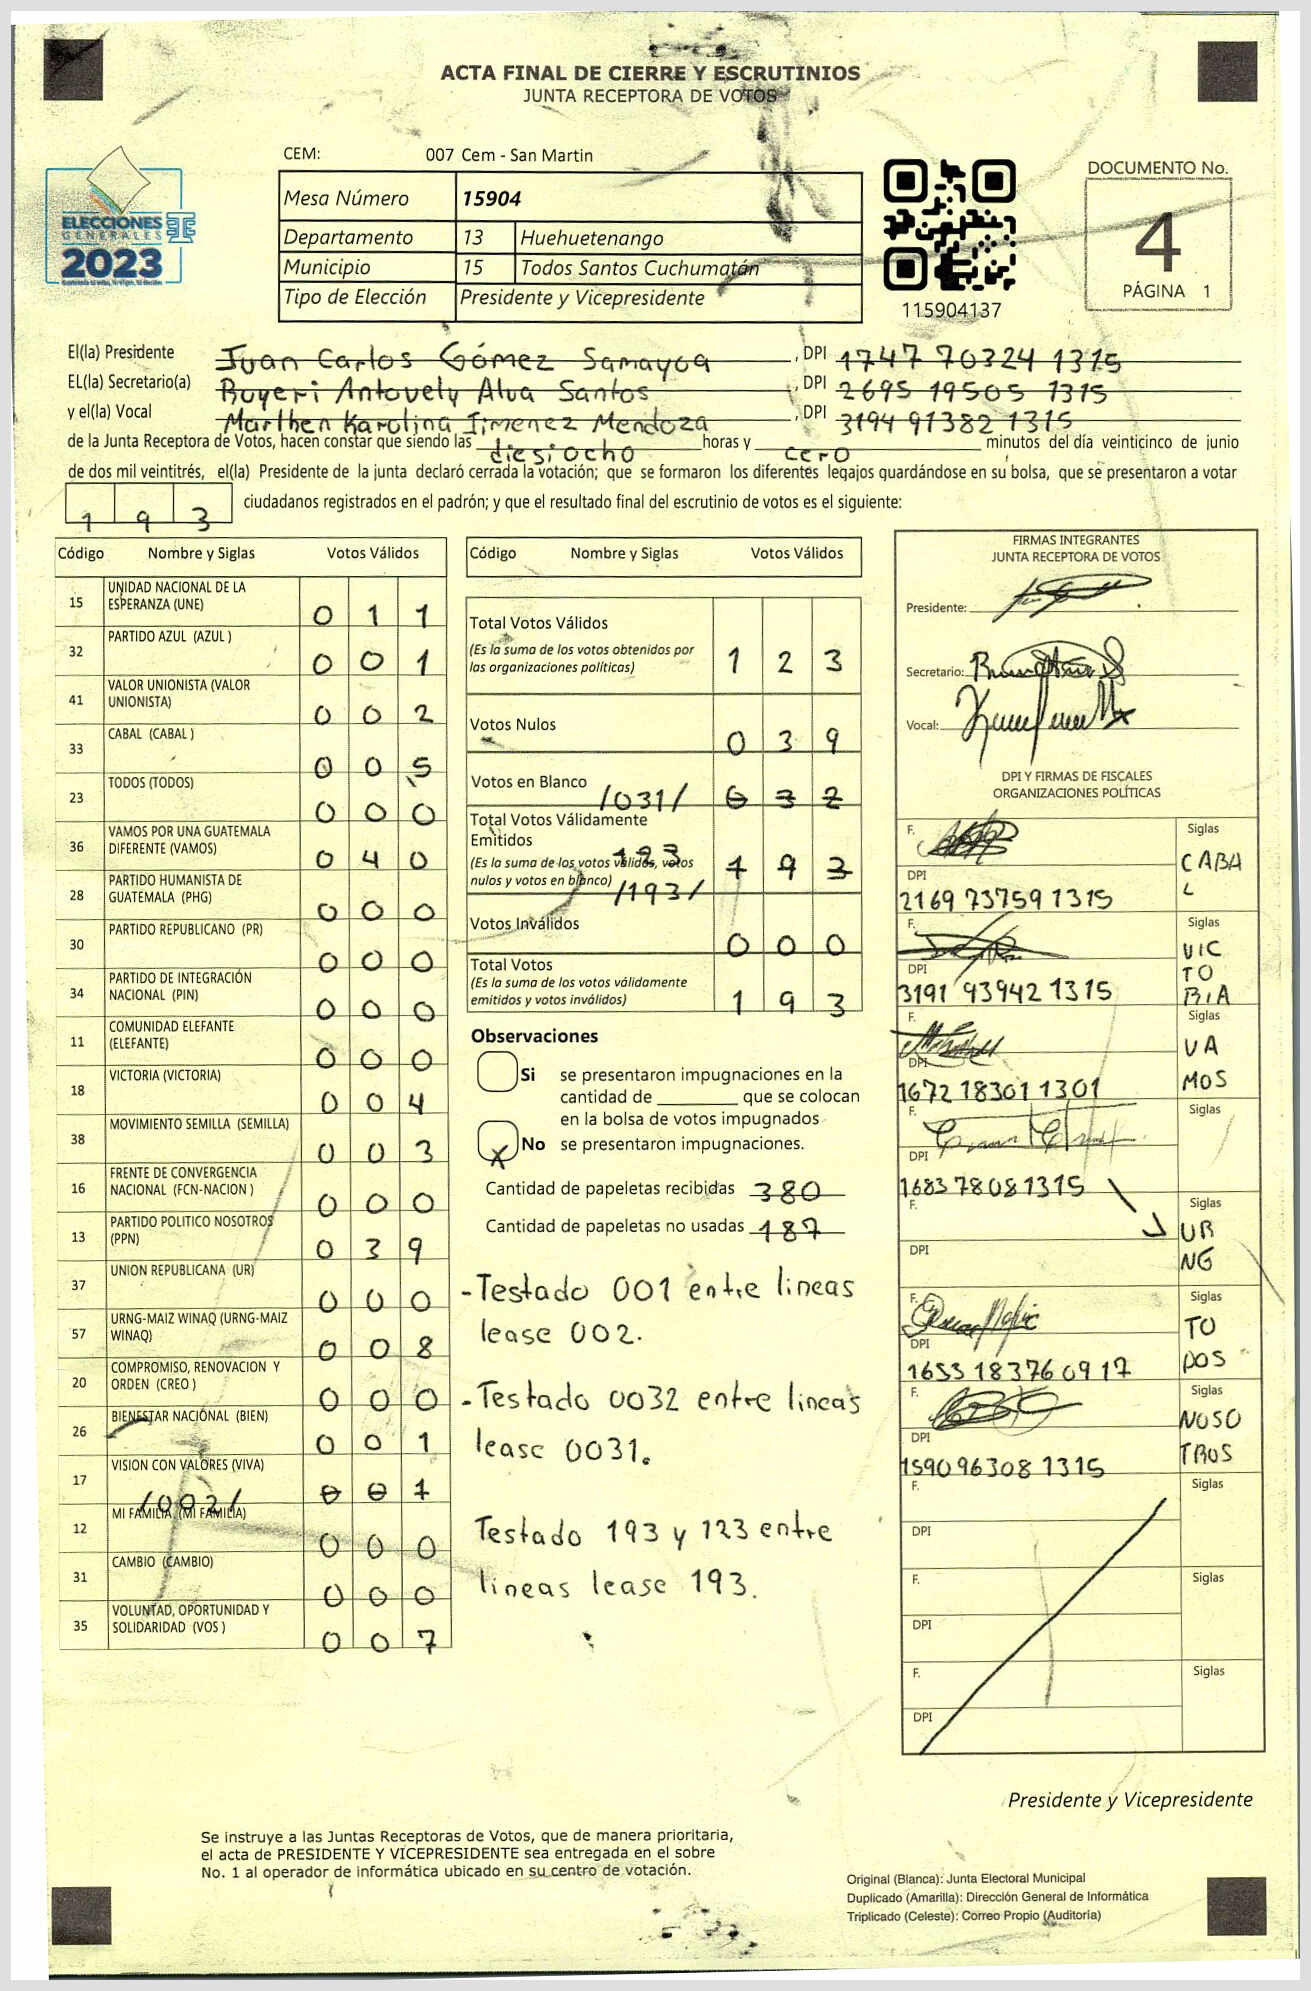 ACTA FINAL DE CIERRE Y ESCRUTINIOS
JUNTA RECEPTORA DE VOTOS
CEM: 007 Cem - San Martin
ELECCIONES
GENERALES
2023
Mesa Número 15904
Departamento 13 Huehuetenango
Municipio 15 Todos Santos Cuchumatán
Tipo de Elección Presidente y Vicepresidente
115904137
DOCUMENTO No.
4
PÁGINA 1
El(la) Presidente Juan Carlos Gómez Samayoa, DPI 1747 70324 1315
EL(la) Secretario(a) Royeri Antovely Alva Santos, DPI 2695 19505 1315
y el(la) Vocal Marlhen Karolina Jimenez Mendoza, DPI 3194 91382 1315
de la Junta Receptora de Votos, hacen constar que siendo las diesiocho horas y cero minutos del día veinticinco de junio
de dos mil veintitrés, el(la) Presidente de la junta declaró cerrada la votación; que se formaron los diferentes legajos quardándose en su bolsa, que se presentaron a votar
193 ciudadanos registrados en el padrón; y que el resultado final del escrutinio de votos es el siguiente:
Código Nombre y Siglas Votos Válidos
15 UNIDAD NACIONAL DE LA ESPERANZA (UNE) 0 1 1
32 PARTIDO AZUL (AZUL ) 0 0 1
41 VALOR UNIONISTA (VALOR UNIONISTA) 0 0 2
33 CABAL (CABAL ) 0 0 5
23 TODOS (TODOS) 0 0 0
36 VAMOS POR UNA GUATEMALA DIFERENTE (VAMOS) 0 4 0
28 PARTIDO HUMANISTA DE GUATEMALA (PHG) 0 0 0
30 PARTIDO REPUBLICANO (PR) 0 0 0
34 PARTIDO DE INTEGRACIÓN NACIONAL (PIN) 0 0 0
11 COMUNIDAD ELEFANTE (ELEFANTE) 0 0 0
18 VICTORIA (VICTORIA) 0 0 4
38 MOVIMIENTO SEMILLA (SEMILLA) 0 0 3
16 FRENTE DE CONVERGENCIA NACIONAL (FCN-NACION ) 0 0 0
13 PARTIDO POLITICO NOSOTROS (PPN) 0 3 9
37 UNION REPUBLICANA (UR) 0 0 0
57 URNG-MAIZ WINAQ (URNG-MAIZ WINAQ) 0 0 8
20 COMPROMISO, RENOVACION Y ORDEN (CREO ) 0 0 0
26 BIENESTAR NACIONAL (BIEN) 0 0 1
17 VISION CON VALORES (VIVA) /002/ 0 0 1
12 MI FAMILIA (MI FAMILIA) 0 0 0
31 CAMBIO (CAMBIO) 0 0 0
35 VOLUNTAD, OPORTUNIDAD Y SOLIDARIDAD (VOS ) 0 0 7
Código Nombre y Siglas Votos Válidos
Total Votos Válidos 1 2 3
(Es la suma de los votos obtenidos por
las organizaciones políticas)
Votos Nulos 0 3 9
Votos en Blanco /031/ 0 3 2
Total Votos Válidamente
Emitidos 123 1 9 3
(Es la suma de los votos válidos, votos
nulos y votos en blanco) /193/
Votos Inválidos 0 0 0
Total Votos 1 9 3
(Es la suma de los votos válidamente
emitidos y votos inválidos)
Observaciones
Si se presentaron impugnaciones en la
cantidad de ________ que se colocan
en la bolsa de votos impugnados
X No se presentaron impugnaciones.
Cantidad de papeletas recibidas 380
Cantidad de papeletas no usadas 187
-Testado 001 entre lineas
lease 002.
-Testado 0032 entre lineas
lease 0031.
Testado 193 y 123 entre
lineas lease 193.
FIRMAS INTEGRANTES
JUNTA RECEPTORA DE VOTOS
Presidente:
Secretario:
Vocal:
DPI Y FIRMAS DE FISCALES
ORGANIZACIONES POLÍTICAS
F. Siglas CABAL
DPI 2169 73759 1315
F. Siglas VICTORIA
DPI 3191 93942 1315
F. Siglas VAMOS
DPI 1672 18301 1301
F. Siglas
DPI 1683 78081315
F. Siglas URNG
DPI
F. Siglas TODOS
DPI 1653 18376 0917
F. Siglas NOSOTROS
DPI 1590 96308 1315
F. Siglas
DPI
F. Siglas
DPI
F. Siglas
DPI
Presidente y Vicepresidente
Se instruye a las Juntas Receptoras de Votos, que de manera prioritaria,
el acta de PRESIDENTE Y VICEPRESIDENTE sea entregada en el sobre
No. 1 al operador de informática ubicado en su centro de votación.
Original (Blanca): Junta Electoral Municipal
Duplicado (Amarilla): Dirección General de Informática
Triplicado (Celeste): Correo Propio (Auditoría)